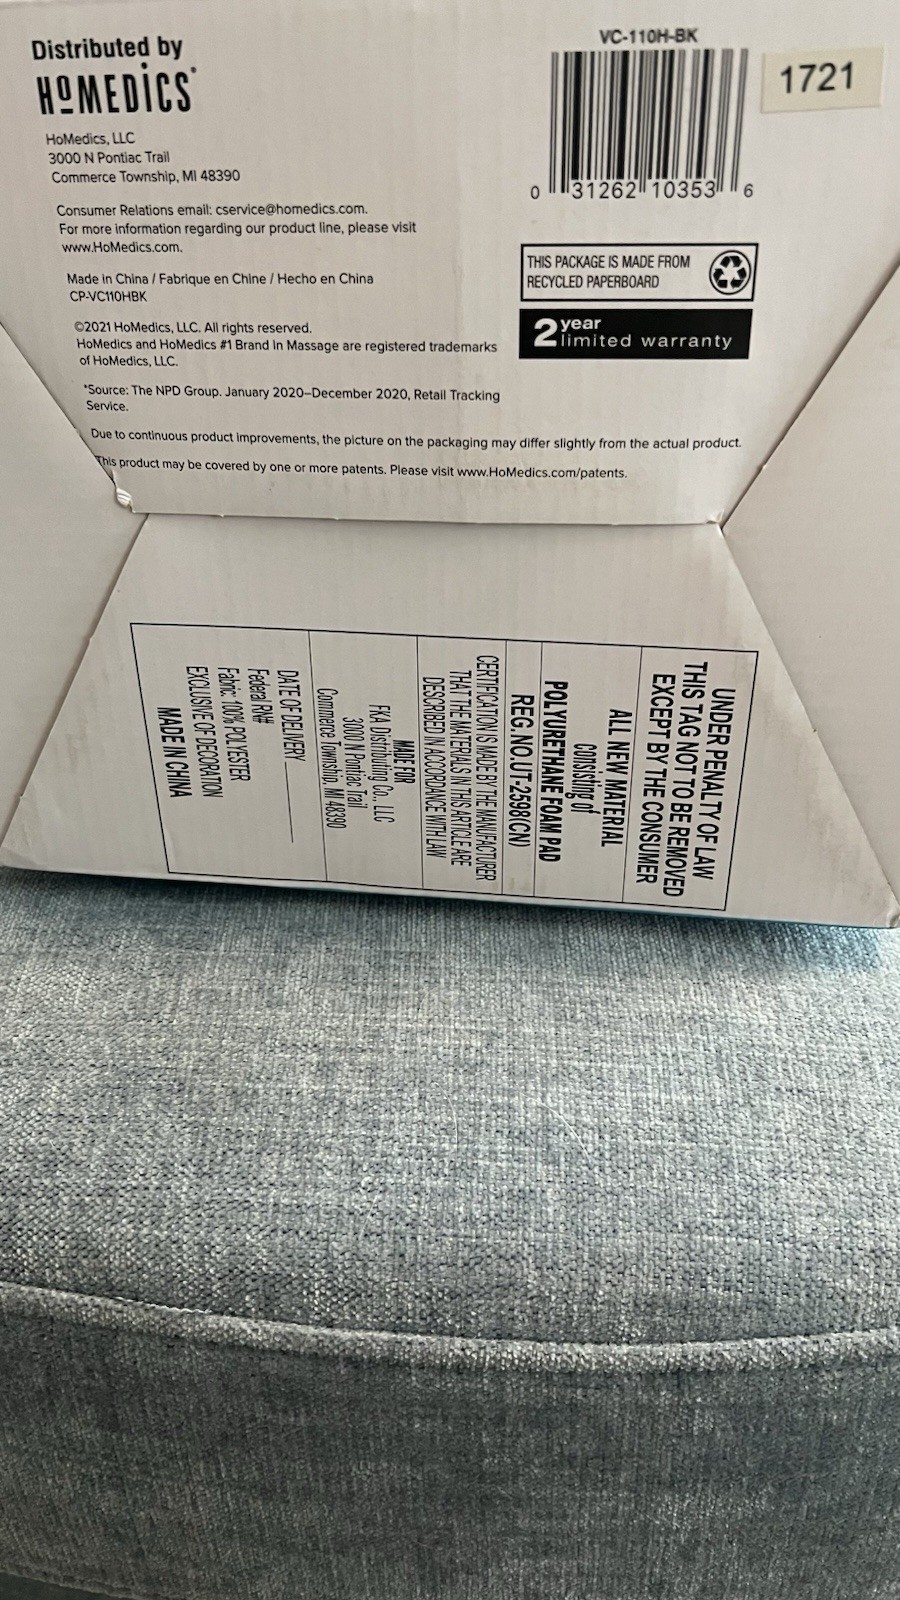 Distributed by
HOMEDICS®
HoMedics, LLC
3000 N Pontiac Trail
Commerce Township, MI 48390
Consumer Relations email: cservice@homedics.com.
For more information regarding our product line, please visit
www.HoMedics.com.
Made in China / Fabrique en Chine / Hecho en China
CP-VC110HBK
©2021 HoMedics, LLC. All rights reserved.
HoMedics and HoMedics #1 Brand in Massage are registered trademarks
of HoMedics, LLC.
*Source: The NPD Group. January 2020–December 2020, Retail Tracking
Service.
Due to continuous product improvements, the picture on the packaging may differ slightly from the actual product.
This product may be covered by one or more patents. Please visit www.HoMedics.com/patents.
VC-110H-BK
0 31262 10353 6
1721
THIS PACKAGE IS MADE FROM
RECYCLED PAPERBOARD
2 year
limited warranty
UNDER PENALTY OF LAW
THIS TAG NOT TO BE REMOVED
EXCEPT BY THE CONSUMER
ALL NEW MATERIAL
consisting of
POLYURETHANE FOAM PAD
REG. NO. UT-2598 (CN)
CERTIFICATION IS MADE BY THE MANUFACTURER
THAT THE MATERIALS IN THIS ARTICLE ARE
DESCRIBED IN ACCORDANCE WITH LAW
MADE FOR
FKA Distributing Co., LLC
3000 N Pontiac Trail
Commerce Township, MI 48390
DATE OF DELIVERY
Federal RN#
Fabric: 100% POLYESTER
EXCLUSIVE OF DECORATION
MADE IN CHINA